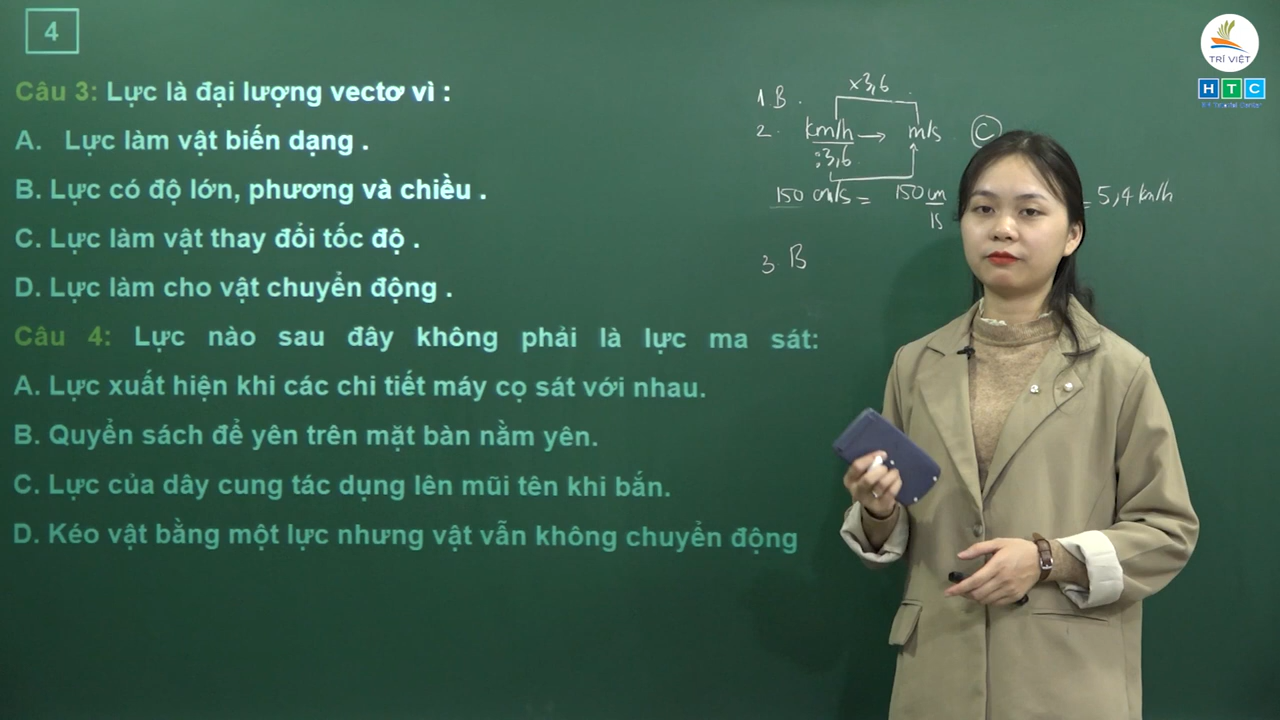 4
Câu 3: Lực là đại lượng vectơ vì :
A. Lực làm vật biến dạng .
B. Lực có độ lớn, phương và chiều .
C. Lực làm vật thay đổi tốc độ .
D. Lực làm cho vật chuyển động .
Câu 4: Lực nào sau đây không phải là lực ma sát:
A. Lực xuất hiện khi các chi tiết máy cọ sát với nhau.
B. Quyển sách để yên trên mặt bàn nằm yên.
C. Lực của dây cung tác dụng lên mũi tên khi bắn.
D. Kéo vật bằng một lực nhưng vật vẫn không chuyển động
1. B.
x3,6
2. km/h → m/s C
:3,6
150 cm/s = 150 cm = 5,4 km/h
1s
3. B
TRÍ VIỆT
HTC